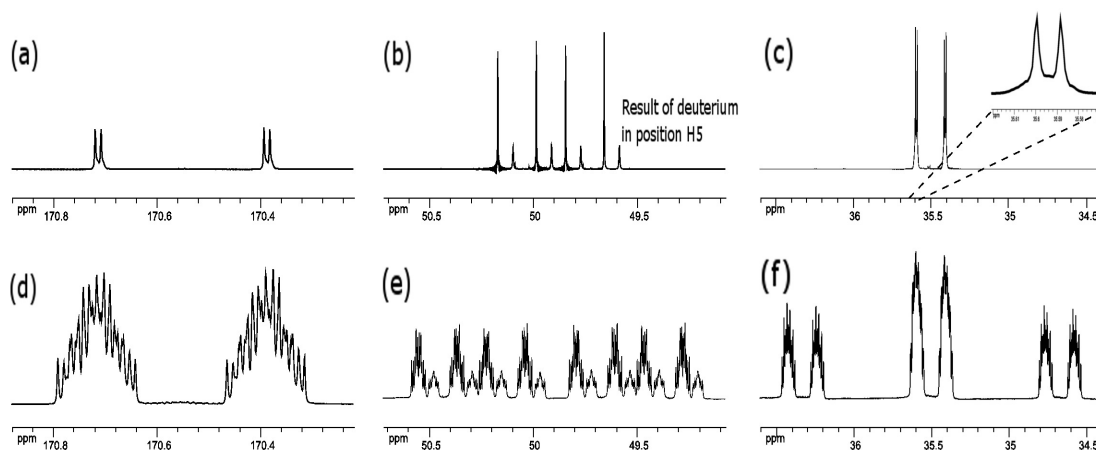 (a)
170.8 170.6 170.4
ppm
(b)
Result of deuterium
in position H5
50.5 50 49.5
ppm
(c)
ppm
36 35.5 35 34.5
ppm
(d)
170.8 170.6 170.4
ppm
(e)
50.5 50 49.5
ppm
(f)
36 35.5 35 34.5
ppm